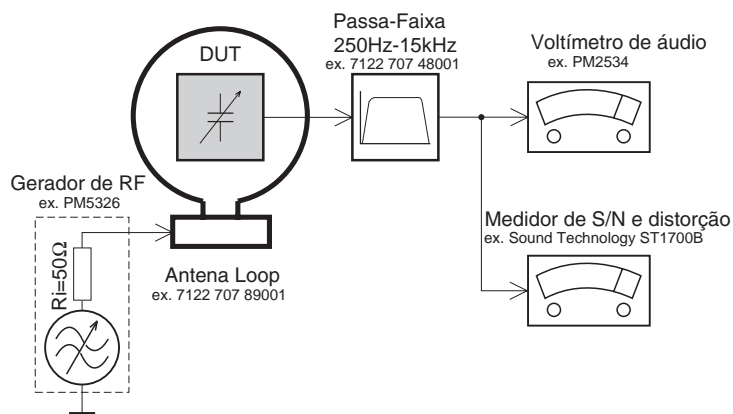 Passa-Faixa
250Hz-15kHz
ex. 7122 707 48001
DUT
Voltímetro de áudio
ex. PM2534
Gerador de RF
ex. PM5326
Ri=50Ω
Antena Loop
ex. 7122 707 89001
Medidor de S/N e distorção
ex. Sound Technology ST1700B